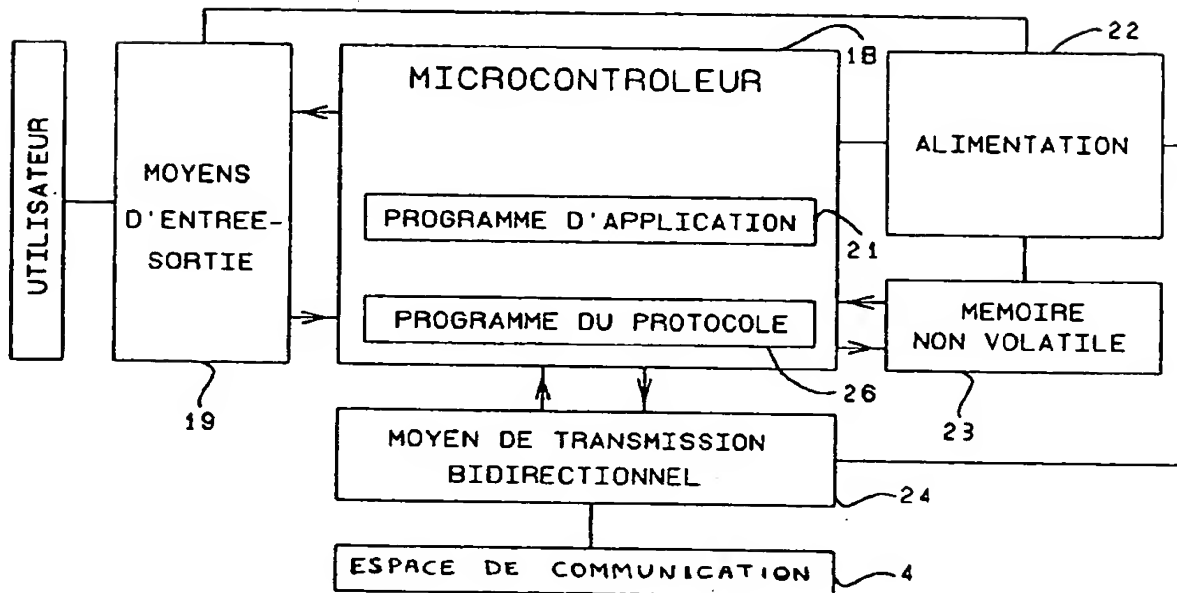 22
18
MICROCONTROLEUR
ALIMENTATION
UTILISATEUR
MOYENS
D'ENTREE-
SORTIE
PROGRAMME D'APPLICATION
21
PROGRAMME DU PROTOCOLE
MEMOIRE
NON VOLATILE
19
26
23
MOYEN DE TRANSMISSION
BIDIRECTIONNEL
24
ESPACE DE COMMUNICATION
4